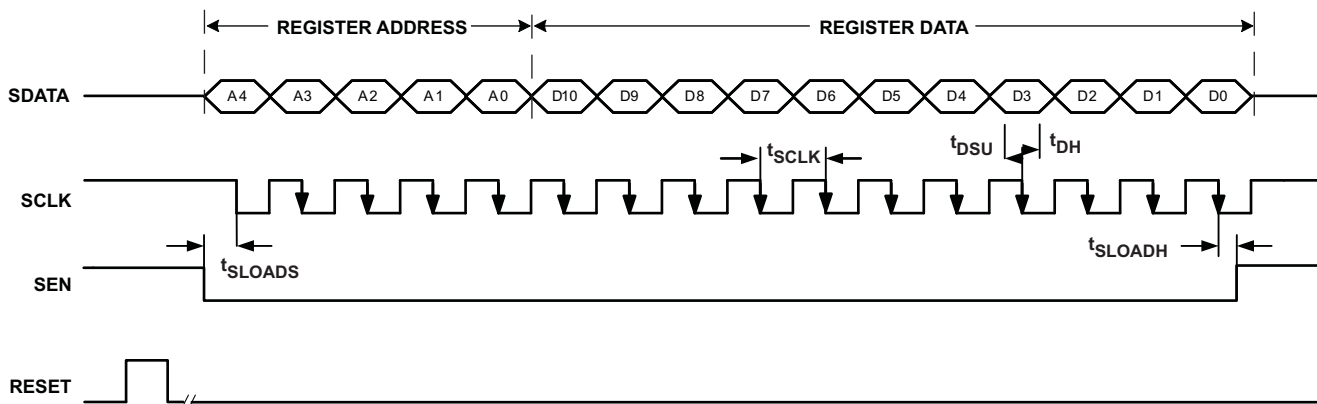 REGISTER ADDRESS REGISTER DATA
SDATA A4 A3 A2 A1 A0 D10 D9 D8 D7 D6 D5 D4 D3 D2 D1 D0
tSCLK tDSU tDH
SCLK
tSLOADS tSLOADH
SEN
RESET